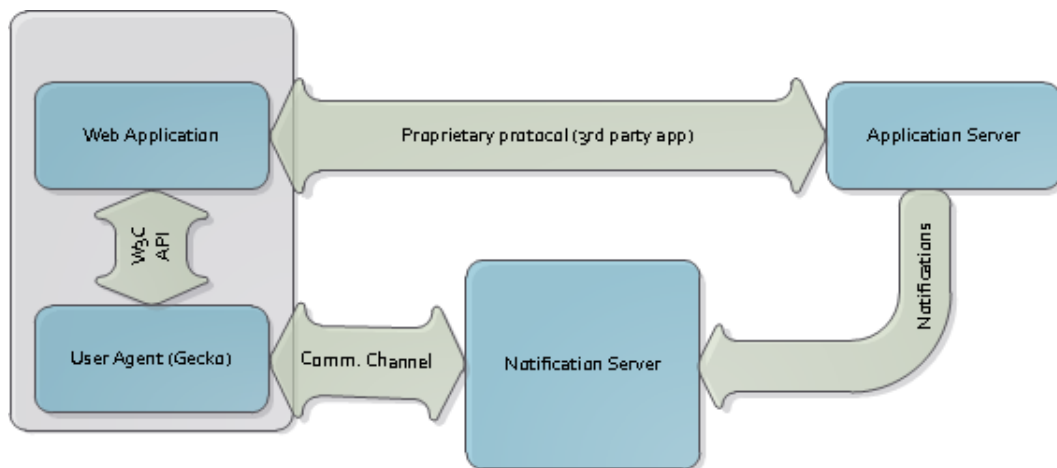 Web Application
Proprietary protocol (3rd party app)
Application Server
W3C
API
Notifications
User Agent (Gecko)
Comm. Channel
Notification Server